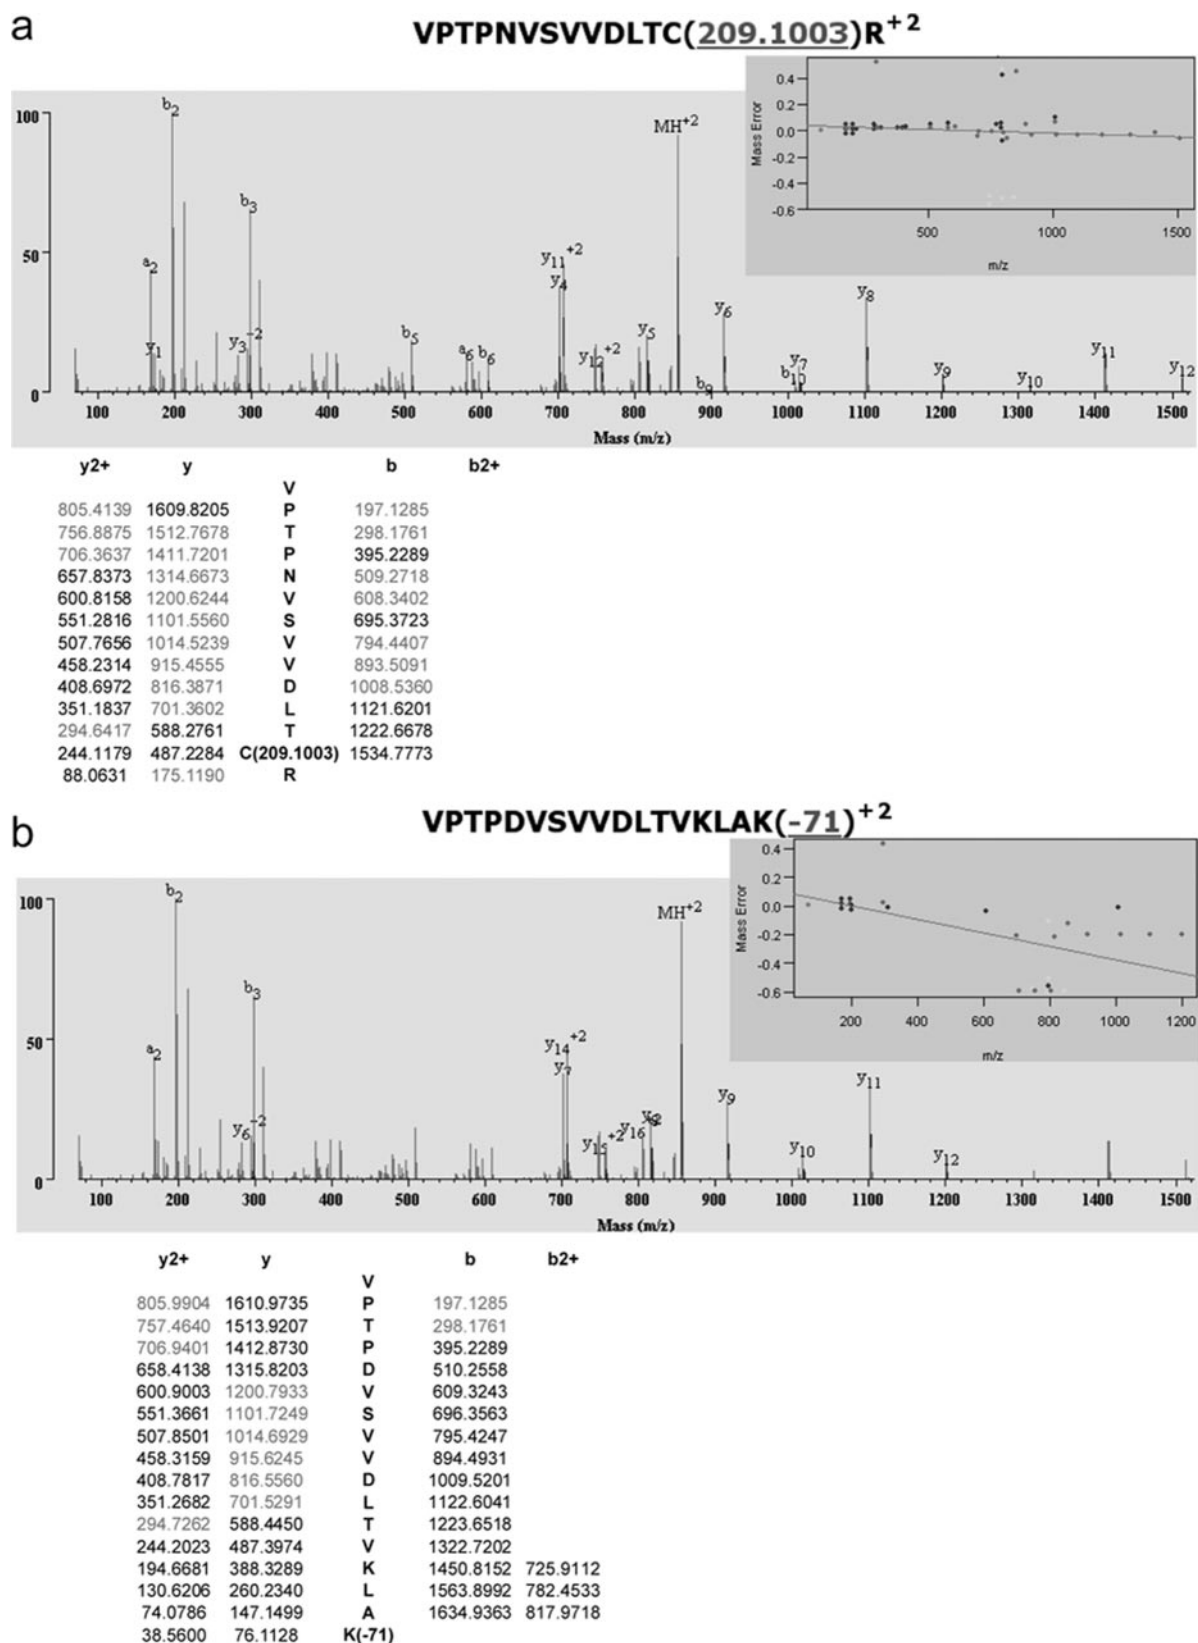 a
VPTPNVSVVDLTC(209.1003)R+2
0.4
0.2
0.0
-0.2
-0.4
-0.6
Mass Error
500 1000 1500
m/z
100
50
0
b2
a2
y1
y3
-2
b3
b5
a6 b6
y11+2
y4
y12+2
y5
MH+2
b9
y6
b10
y7
y8
y9
y10
y11
y12
100 200 300 400 500 600 700 800 900 1000 1100 1200 1300 1400 1500
Mass (m/z)
y2+ y b b2+
V
805.4139 1609.8205 P 197.1285
756.8875 1512.7678 T 298.1761
706.3637 1411.7201 P 395.2289
657.8373 1314.6673 N 509.2718
600.8158 1200.6244 V 608.3402
551.2816 1101.5560 S 695.3723
507.7656 1014.5239 V 794.4407
458.2314 915.4555 V 893.5091
408.6972 816.3871 D 1008.5360
351.1837 701.3602 L 1121.6201
294.6417 588.2761 T 1222.6678
244.1179 487.2284 C(209.1003) 1534.7773
88.0631 175.1190 R
b
VPTPDVSVVDLTVKLAK(-71)+2
0.4
0.2
0.0
-0.2
-0.4
-0.6
Mass Error
200 400 600 800 1000 1200
m/z
100
50
0
b2
a2
y6
-2
b3
y14+2
y7
y15+2
y16
MH+2
y9
y10
y11
y12
100 200 300 400 500 600 700 800 900 1000 1100 1200 1300 1400 1500
Mass (m/z)
y2+ y b b2+
V
805.9904 1610.9735 P 197.1285
757.4640 1513.9207 T 298.1761
706.9401 1412.8730 P 395.2289
658.4138 1315.8203 D 510.2558
600.9003 1200.7933 V 609.3243
551.3661 1101.7249 S 696.3563
507.8501 1014.6929 V 795.4247
458.3159 915.6245 V 894.4931
408.7817 816.5560 D 1009.5201
351.2682 701.5291 L 1122.6041
294.7262 588.4450 T 1223.6518
244.2023 487.3974 V 1322.7202
194.6681 388.3289 K 1450.8152 725.9112
130.6206 260.2340 L 1563.8992 782.4533
74.0786 147.1499 A 1634.9363 817.9718
38.5600 76.1128 K(-71)